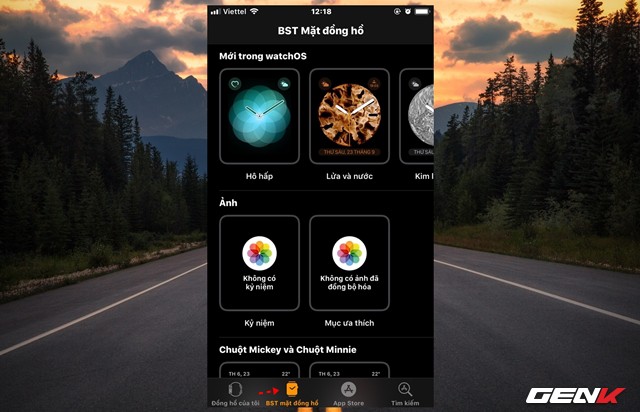 Viettel
12:18
BST Mặt đồng hồ
Mới trong watchOS
THỨ SÁU, 23 THÁNG 9
Hô hấp
Lửa và nước
Kim l
Ảnh
Không có
kỷ niệm
Không có ảnh đã
đồng bộ hóa
Kỷ niệm
Mục ưa thích
Chuột Mickey và Chuột Minnie
TH 6, 23
22°
TH 6, 23
22°
Đồng hồ của tôi
BST mặt đồng hồ
App Store
Tìm kiếm
GENK